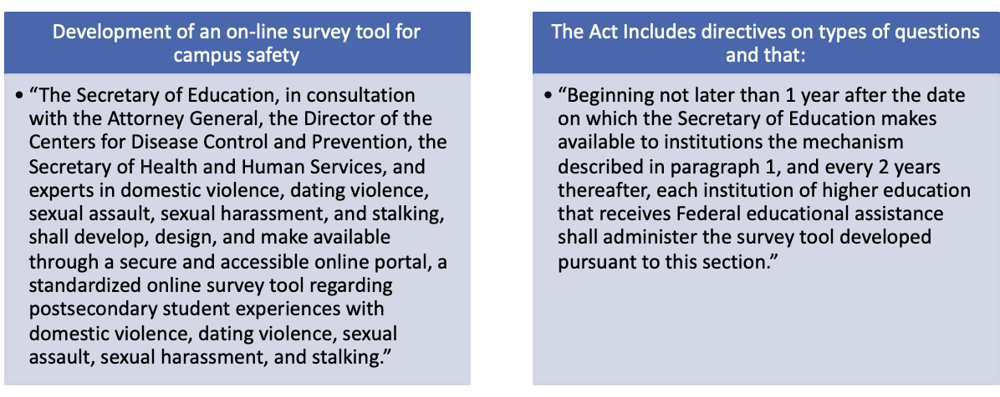 Development of an on-line survey tool for
campus safety
• “The Secretary of Education, in consultation
with the Attorney General, the Director of the
Centers for Disease Control and Prevention, the
Secretary of Health and Human Services, and
experts in domestic violence, dating violence,
sexual assault, sexual harassment, and stalking,
shall develop, design, and make available
through a secure and accessible online portal, a
standardized online survey tool regarding
postsecondary student experiences with
domestic violence, dating violence, sexual
assault, sexual harassment, and stalking.”
The Act Includes directives on types of questions
and that:
• “Beginning not later than 1 year after the date
on which the Secretary of Education makes
available to institutions the mechanism
described in paragraph 1, and every 2 years
thereafter, each institution of higher education
that receives Federal educational assistance
shall administer the survey tool developed
pursuant to this section.”